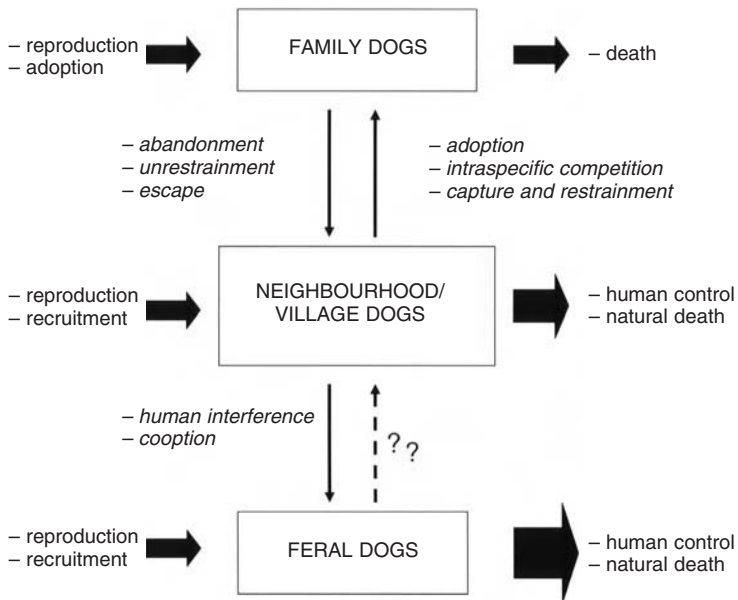 – reproduction
– adoption
FAMILY DOGS
– death
– abandonment
– unrestrainment
– escape
– adoption
– intraspecific competition
– capture and restrainment
– reproduction
– recruitment
NEIGHBOURHOOD/
VILLAGE DOGS
– human control
– natural death
– human interference
– cooption
? ?
– reproduction
– recruitment
FERAL DOGS
– human control
– natural death